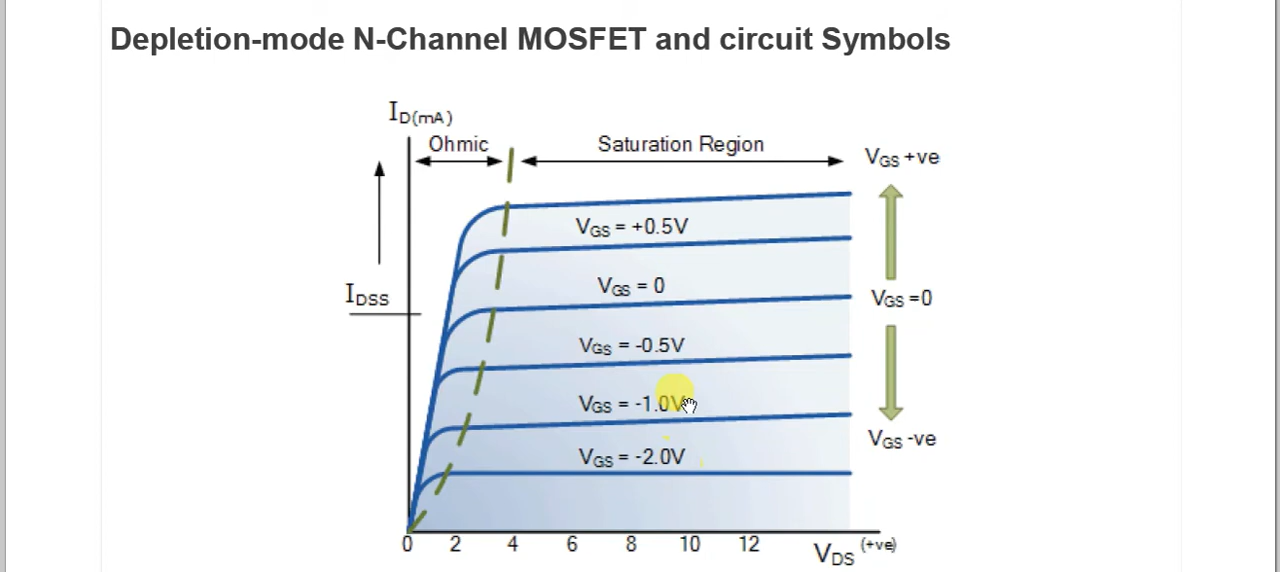 Depletion-mode N-Channel MOSFET and circuit Symbols
ID(mA)
Ohmic
Saturation Region
VGS +ve
VGS = +0.5V
VGS = 0
IDSS
VGS =0
VGS = -0.5V
VGS = -1.0V
VGS -ve
VGS = -2.0V
0 2 4 6 8 10 12
VDS (+ve)